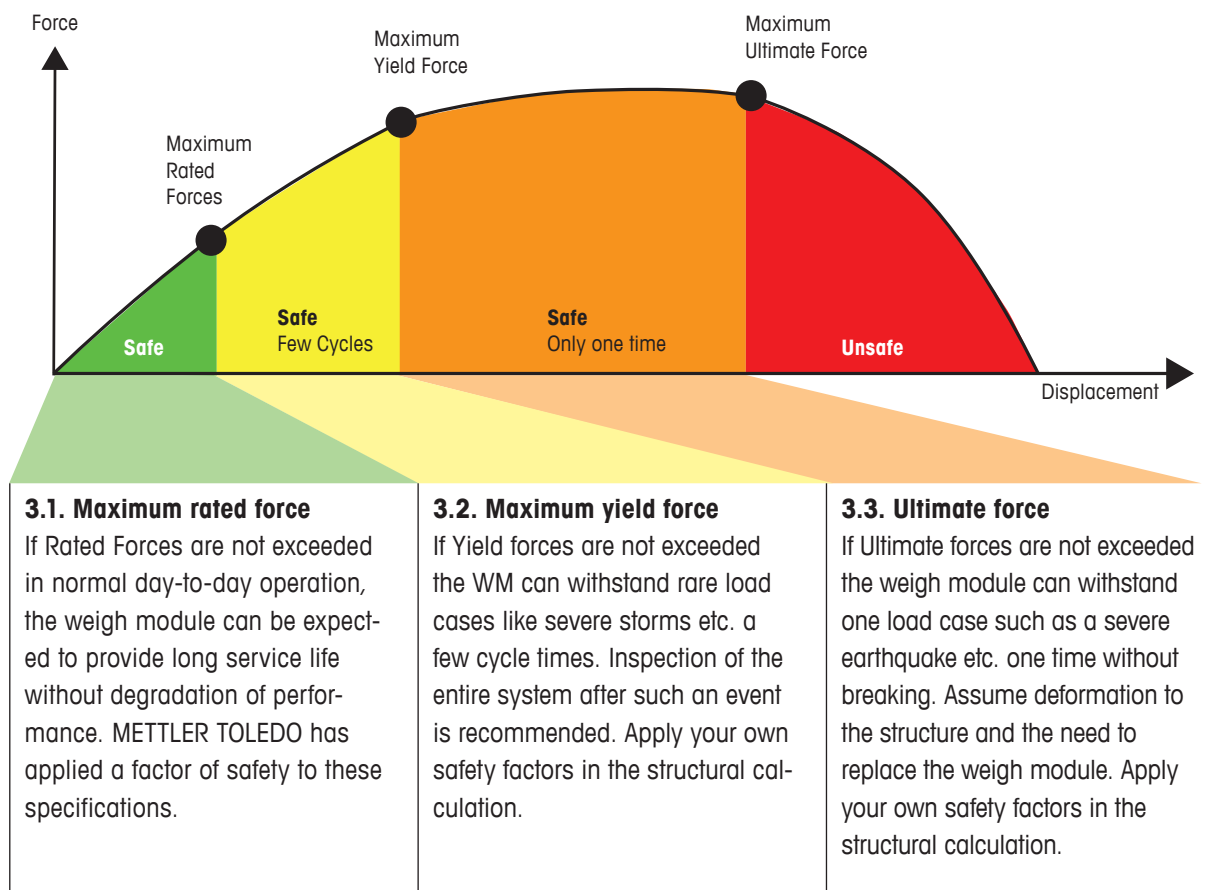 Force
Maximum
Yield Force
Maximum
Ultimate Force
Maximum
Rated
Forces
Safe
Safe
Few Cycles
Safe
Only one time
Unsafe
Displacement
3.1. Maximum rated force
If Rated Forces are not exceeded
in normal day-to-day operation,
the weigh module can be expect-
ed to provide long service life
without degradation of perfor-
mance. METTLER TOLEDO has
applied a factor of safety to these
specifications.
3.2. Maximum yield force
If Yield forces are not exceeded
the WM can withstand rare load
cases like severe storms etc. a
few cycle times. Inspection of the
entire system after such an event
is recommended. Apply your own
safety factors in the structural cal-
culation.
3.3. Ultimate force
If Ultimate forces are not exceeded
the weigh module can withstand
one load case such as a severe
earthquake etc. one time without
breaking. Assume deformation to
the structure and the need to
replace the weigh module. Apply
your own safety factors in the
structural calculation.